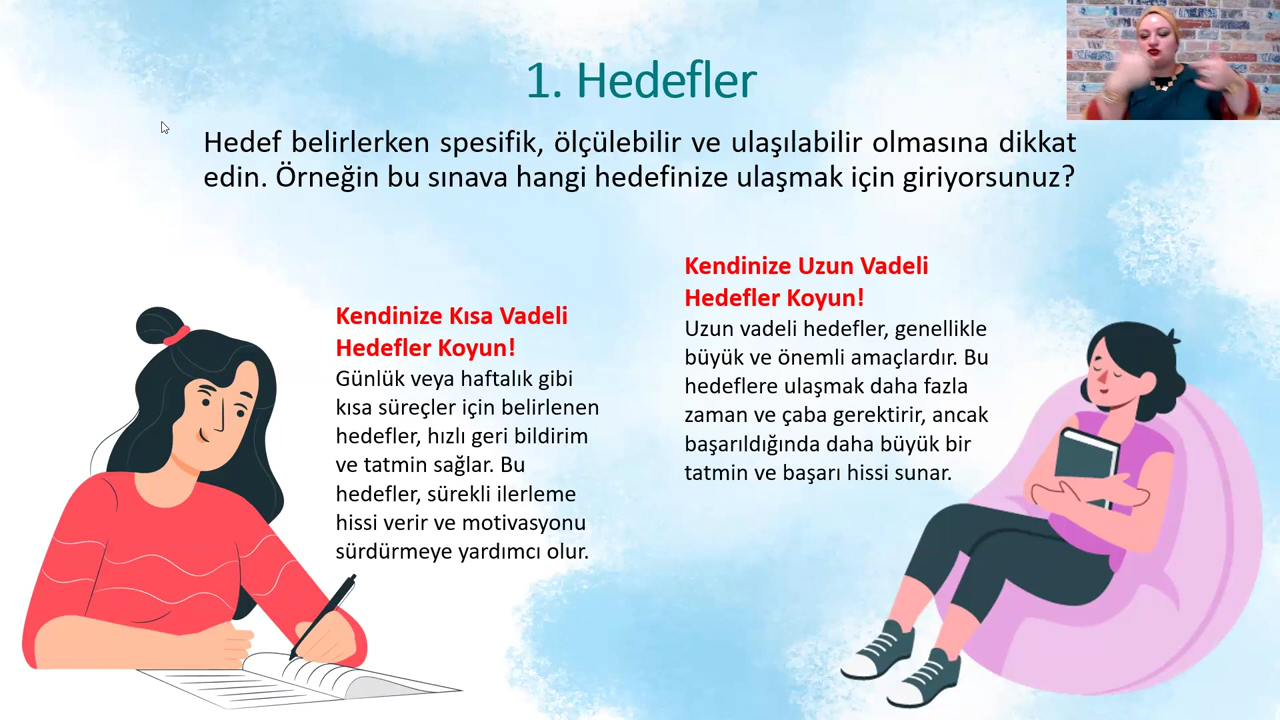 1. Hedefler
Hedef belirlerken spesifik, ölçülebilir ve ulaşılabilir olmasına dikkat
edin. Örneğin bu sınava hangi hedefinize ulaşmak için giriyorsunuz?
Kendinize Kısa Vadeli
Hedefler Koyun!
Günlük veya haftalık gibi
kısa süreçler için belirlenen
hedefler, hızlı geri bildirim
ve tatmin sağlar. Bu
hedefler, sürekli ilerleme
hissi verir ve motivasyonu
sürdürmeye yardımcı olur.
Kendinize Uzun Vadeli
Hedefler Koyun!
Uzun vadeli hedefler, genellikle
büyük ve önemli amaçlardır. Bu
hedeflere ulaşmak daha fazla
zaman ve çaba gerektirir, ancak
başarıldığında daha büyük bir
tatmin ve başarı hissi sunar.